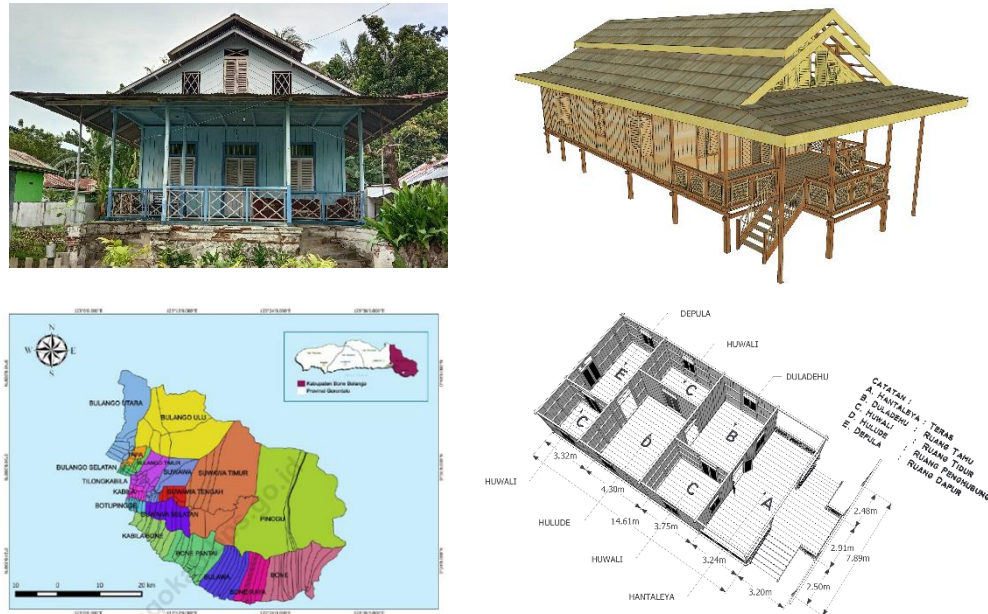 N
W
E
S
Kabupaten Bone Bolango
Provinsi Gorontalo
BULANGO UTARA
BULANGO ULU
TAPA
BULANGO TIMUR
BULANGO SELATAN
SUWAWA
SUWAWA TIMUR
TILONGKABILA
KABILA
SUWAWA TENGAH
BOTUPINGGE
SUWAWA SELATAN
PINOGU
KABILA BONE
BONE PANTAI
BULAWA
BONE RAYA
BONE
10
0
10
20 km
DEPULA
HUWALI
DULADEHU
CATATAN :
A. HANTALEYA : TERAS
B. DULADEHU : RUANG TAMU
C. HUWALI : RUANG TIDUR
D. HULUDE : RUANG PENGHUBUNG
E. DEPULA : RUANG DAPUR
E
C
C
D
B
C
A
3.32m
4.30m
14.61m
3.75m
3.24m
3.20m
2.48m
2.91m
7.89m
2.50m
HUWALI
HULUDE
HUWALI
HANTALEYA